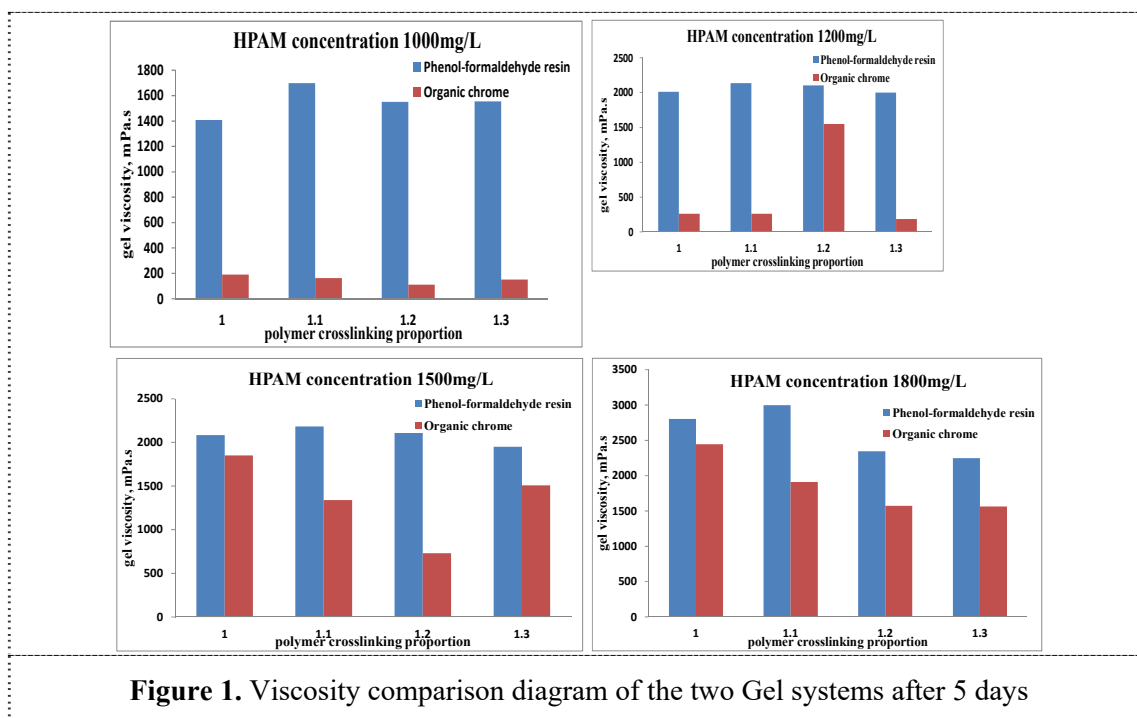 HPAM concentration 1000mg/L
Phenol-formaldehyde resin
Organic chrome
gel viscosity, mPa.s
1800
1600
1400
1200
1000
800
600
400
200
0
1 1.1 1.2 1.3
polymer crosslinking proportion
HPAM concentration 1200mg/L
Phenol-formaldehyde resin
Organic chrome
gel viscosity, mPa.s
2500
2000
1500
1000
500
0
1 1.1 1.2 1.3
polymer crosslinking proportion
HPAM concentration 1500mg/L
Phenol-formaldehyde resin
Organic chrome
gel viscosity, mPa.s
2500
2000
1500
1000
500
0
1 1.1 1.2 1.3
polymer crosslinking proportion
HPAM concentration 1800mg/L
Phenol-formaldehyde resin
Organic chrome
gel viscosity, mPa.s
3500
3000
2500
2000
1500
1000
500
0
1 1.1 1.2 1.3
polymer crosslinking proportion
Figure 1. Viscosity comparison diagram of the two Gel systems after 5 days